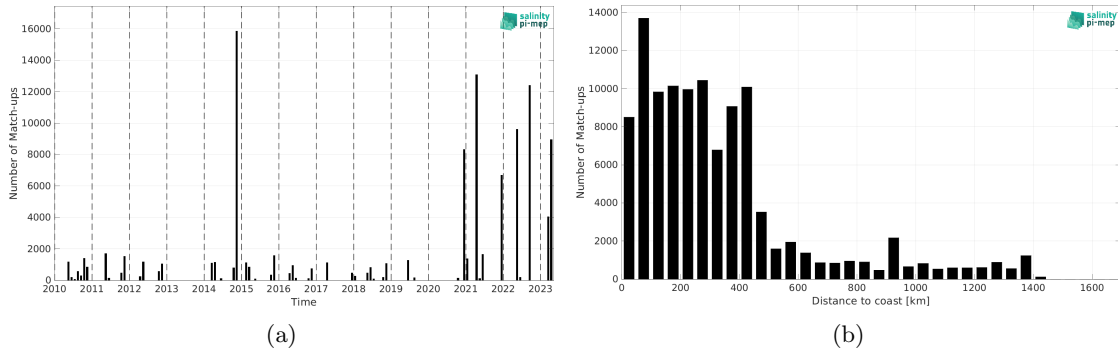 salinity
pi-mep
Number of Match-ups
16000
14000
12000
10000
8000
6000
4000
2000
0
2010 2011 2012 2013 2014 2015 2016 2017 2018 2019 2020 2021 2022 2023
Time
(a)
salinity
pi-mep
Number of Match-ups
14000
12000
10000
8000
6000
4000
2000
0
0 200 400 600 800 1000 1200 1400 1600
Distance to coast [km]
(b)